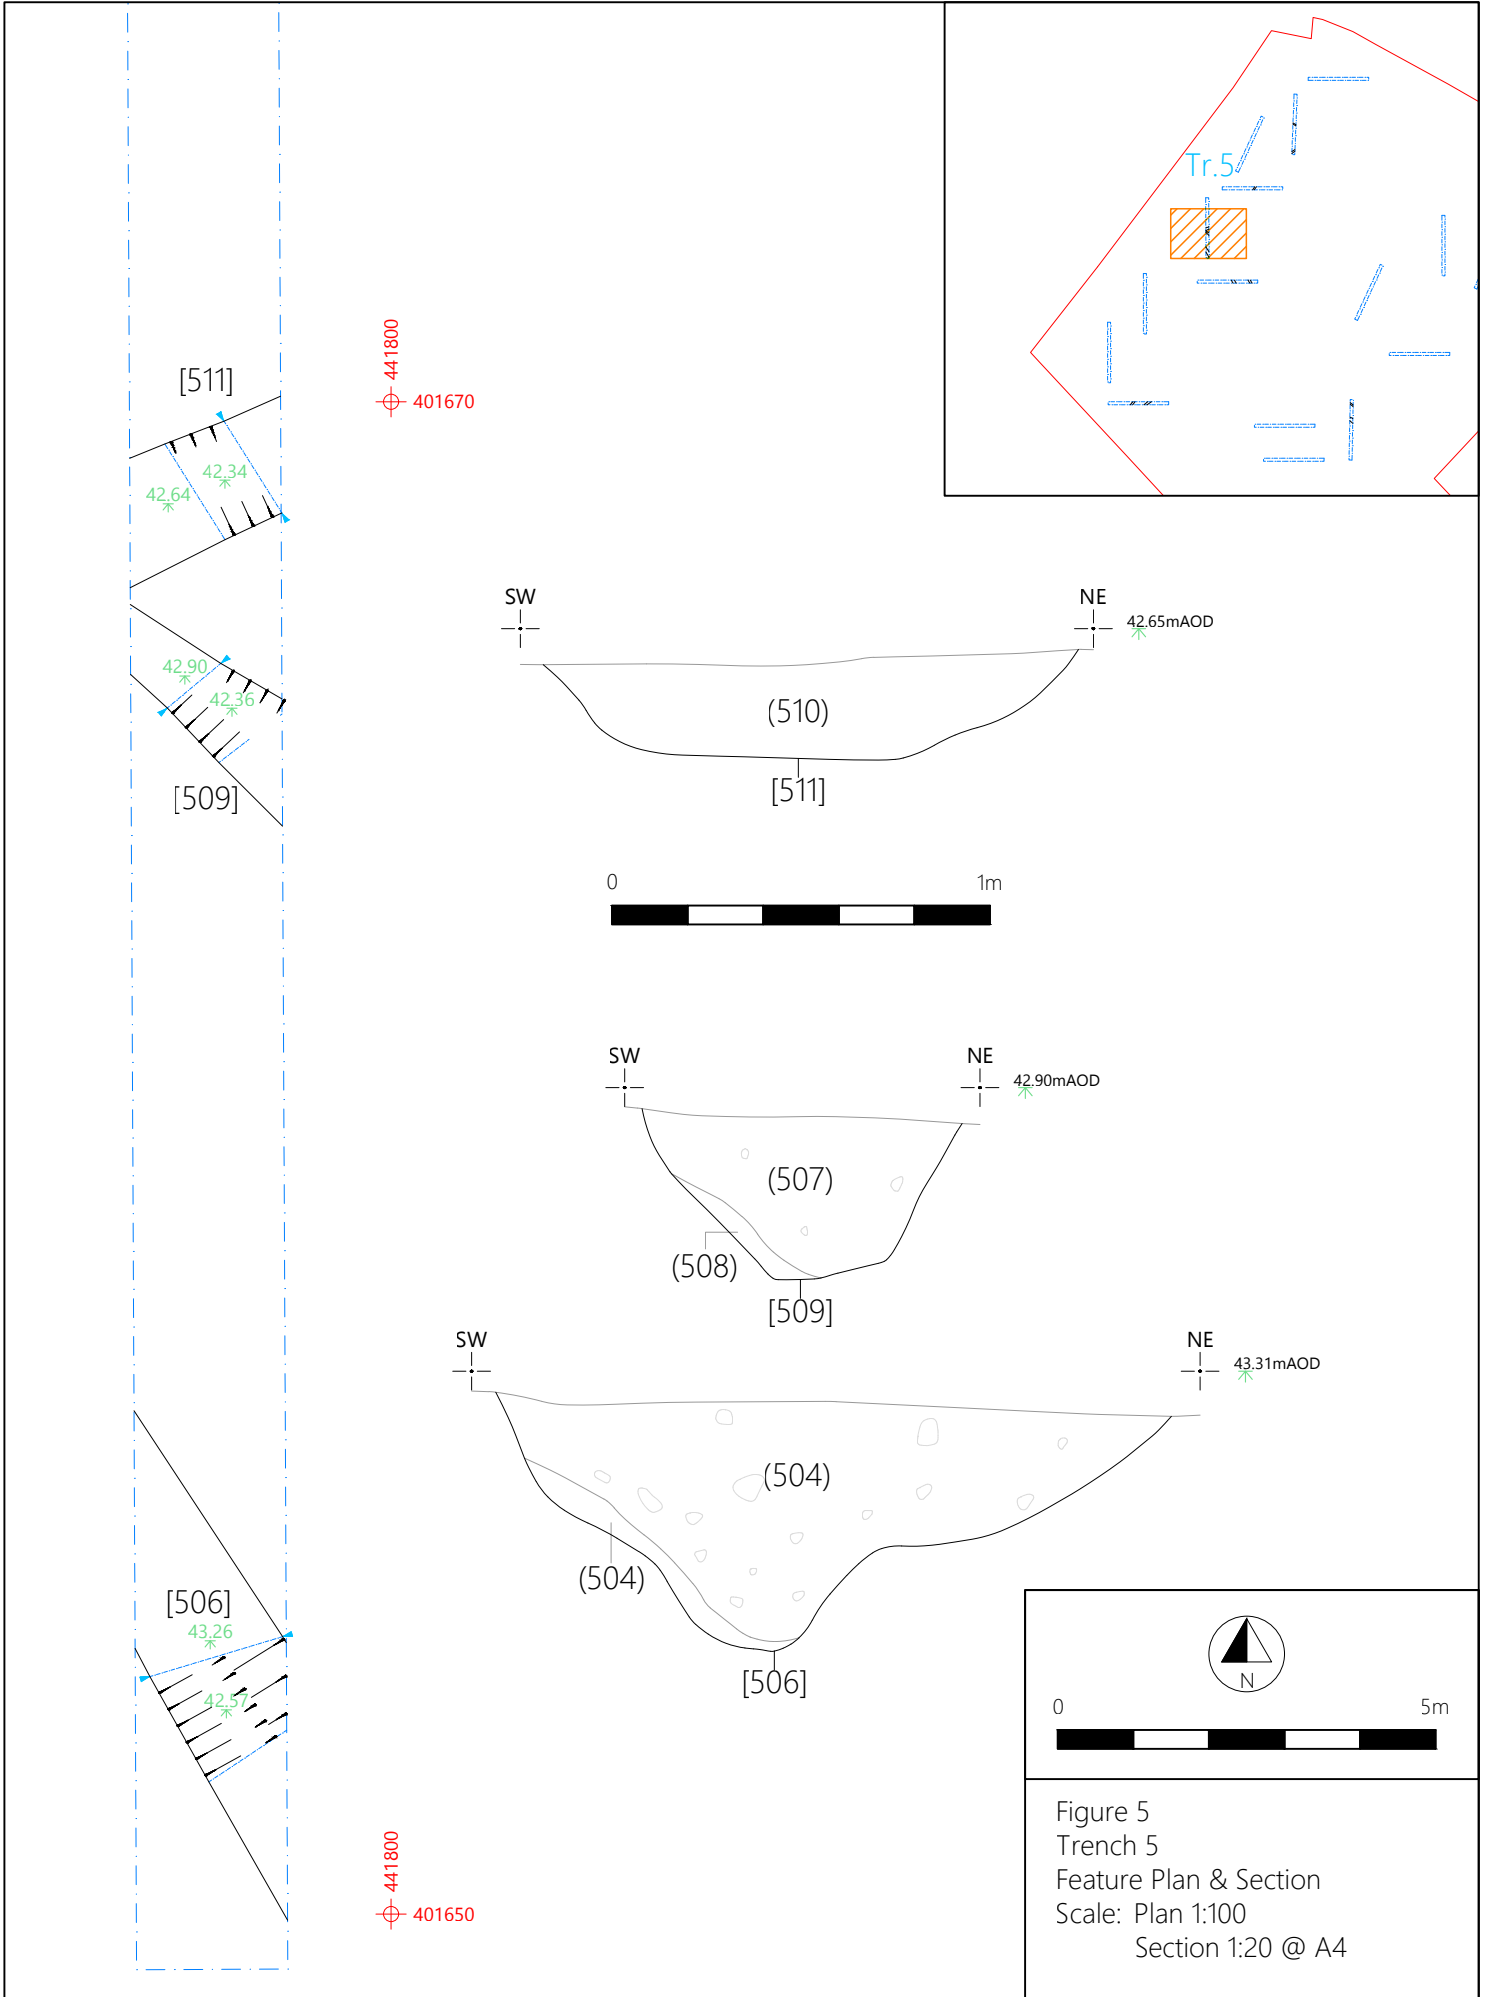 Tr.5
441800
401670
[511]
42.34
42.64
42.90
42.36
[509]
SW
NE
42.65mAOD
(510)
[511]
0
1m
SW
NE
42.90mAOD
(507)
(508)
[509]
SW
NE
43.31mAOD
(504)
(504)
[506]
[506]
43.26
42.57
441800
401650
N
0
5m
Figure 5
Trench 5
Feature Plan & Section
Scale: Plan 1:100
Section 1:20 @ A4